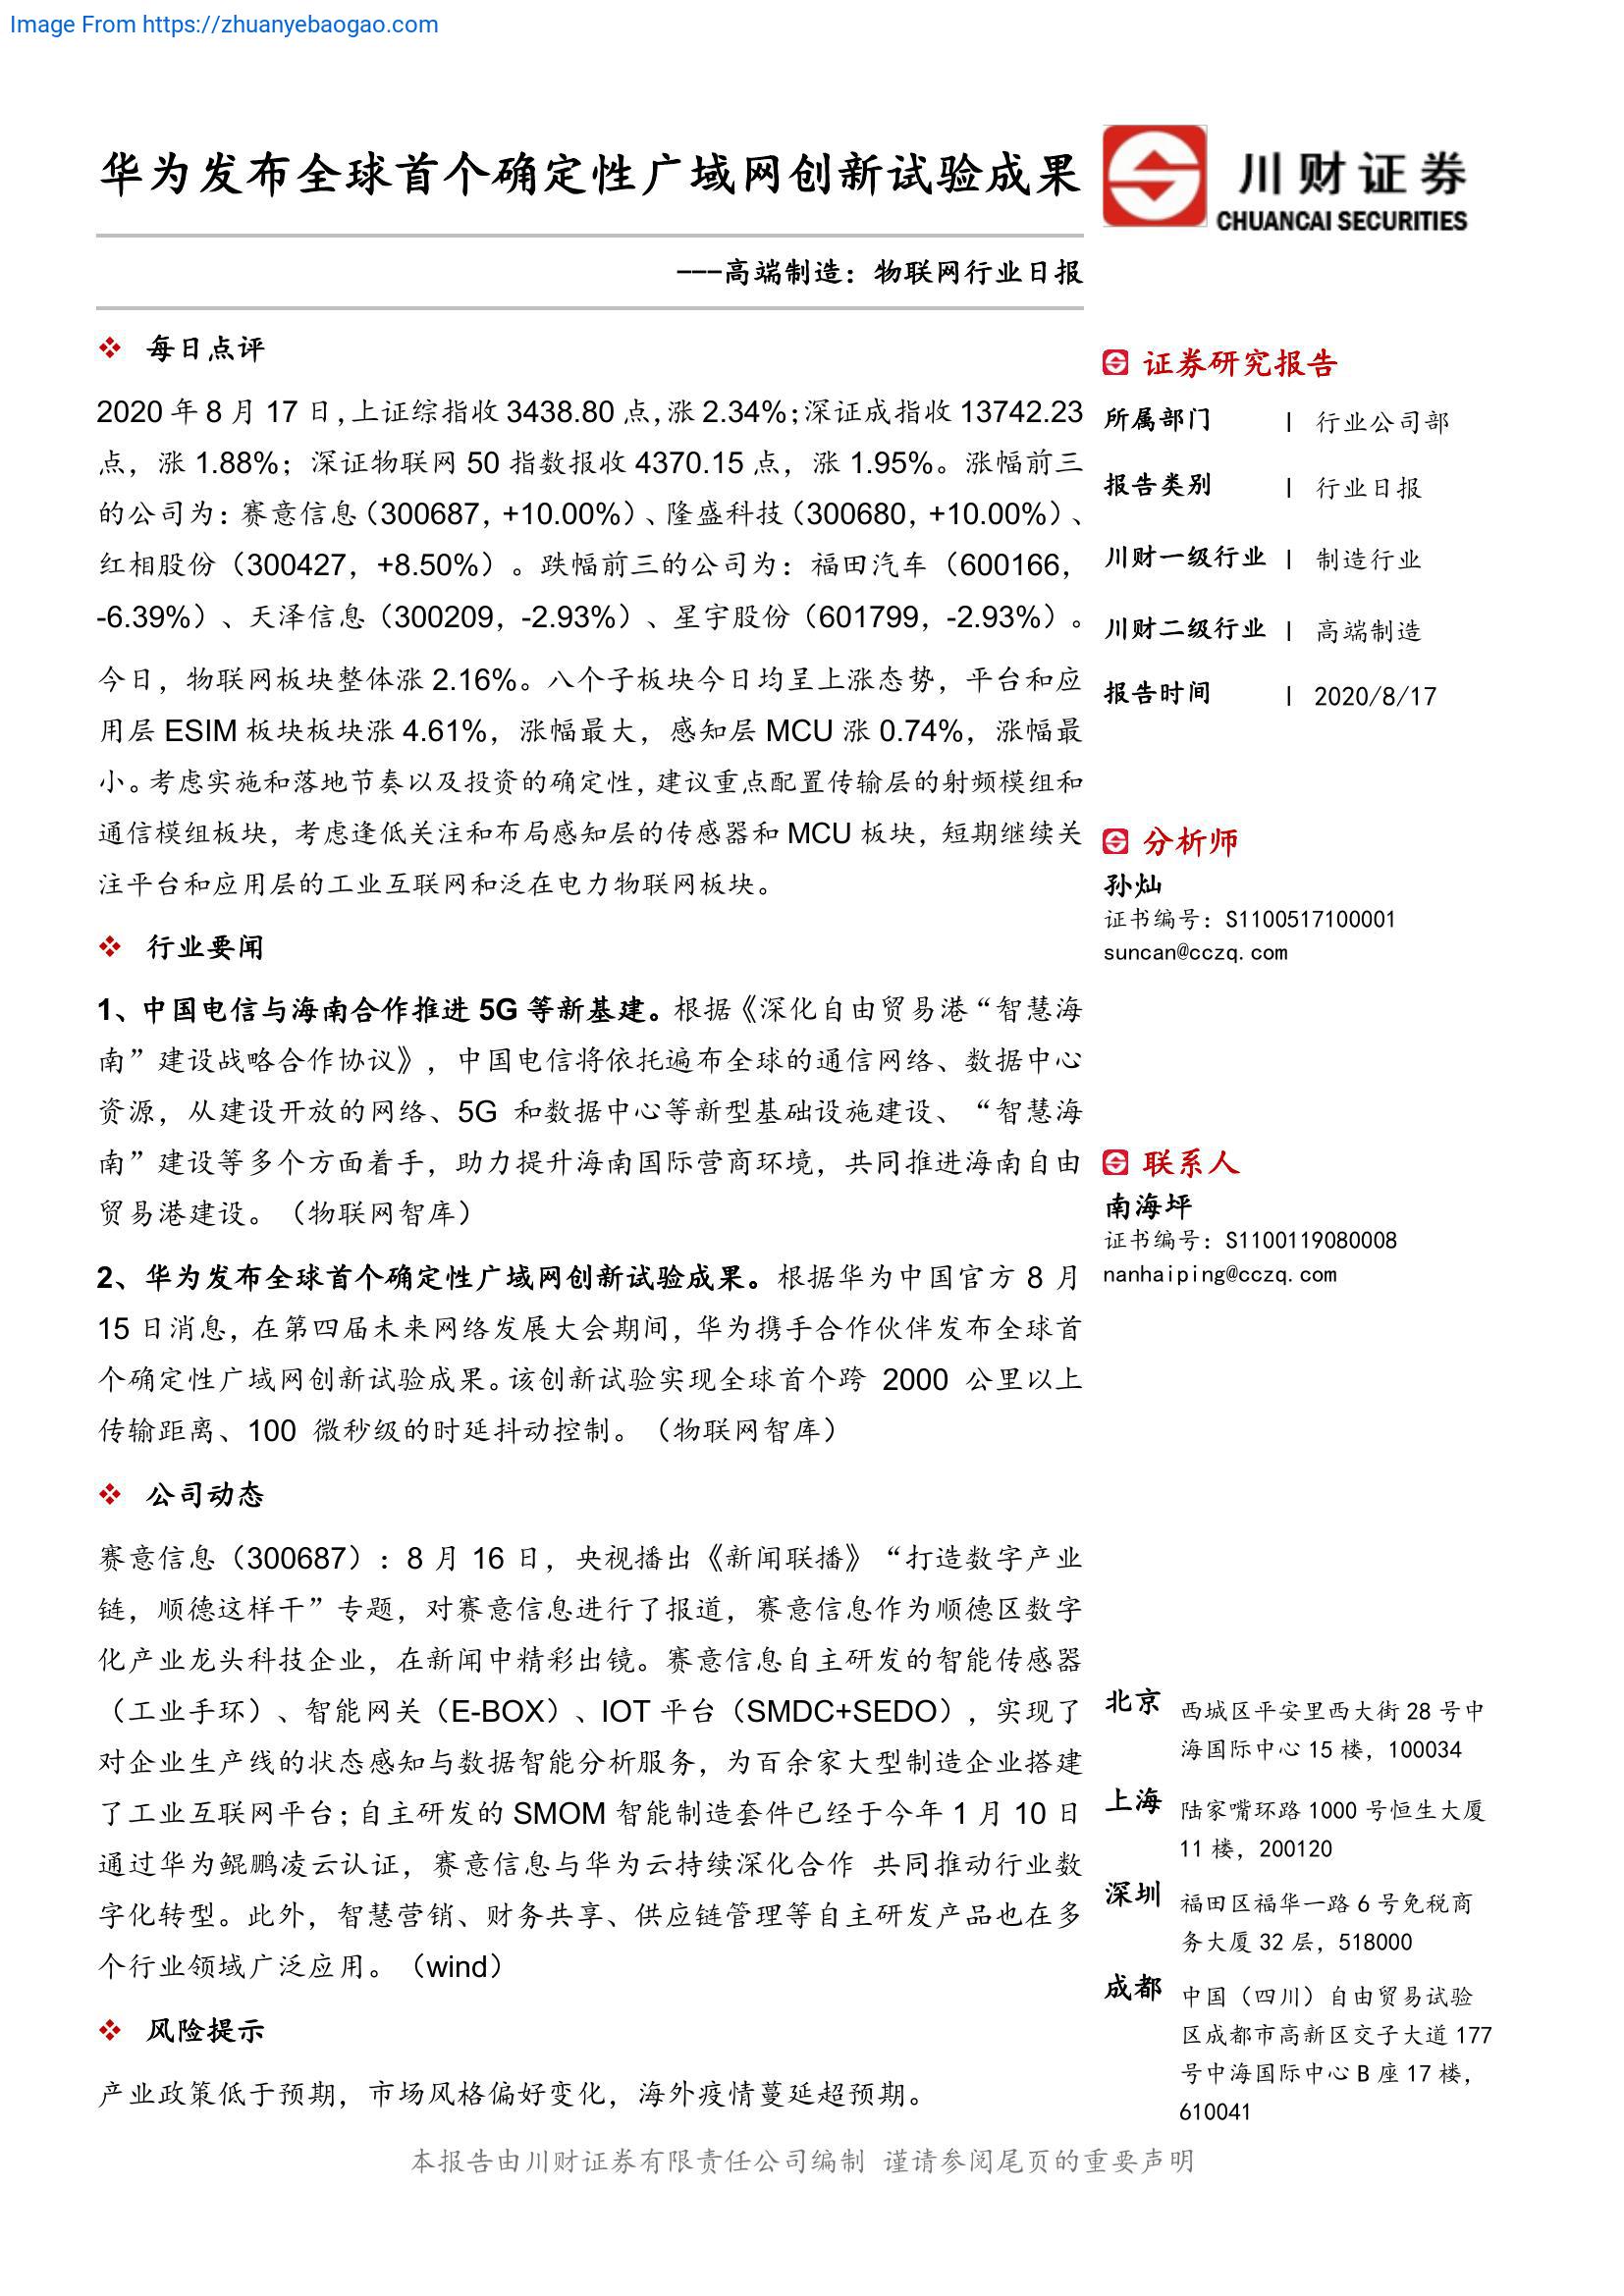 Image From https://zhuanyebaogao.com
华为发布全球首个确定性广域网创新试验成果
川财证券
CHUANCAI SECURITIES
---高端制造：物联网行业日报
❖ 每日点评
2020 年 8 月 17 日，上证综指收 3438.80 点，涨 2.34%；深证成指收 13742.23
点，涨 1.88%；深证物联网 50 指数报收 4370.15 点，涨 1.95%。涨幅前三
的公司为：赛意信息（300687，+10.00%）、隆盛科技（300680，+10.00%）、
红相股份（300427，+8.50%）。跌幅前三的公司为：福田汽车（600166，
-6.39%）、天泽信息（300209，-2.93%）、星宇股份（601799，-2.93%）。
今日，物联网板块整体涨 2.16%。八个子板块今日均呈上涨态势，平台和应
用层 ESIM 板块板块涨 4.61%，涨幅最大，感知层 MCU 涨 0.74%，涨幅最
小。考虑实施和落地节奏以及投资的确定性，建议重点配置传输层的射频模组和
通信模组板块，考虑逢低关注和布局感知层的传感器和 MCU 板块，短期继续关
注平台和应用层的工业互联网和泛在电力物联网板块。
❖ 行业要闻
1、中国电信与海南合作推进 5G 等新基建。根据《深化自由贸易港“智慧海
南”建设战略合作协议》，中国电信将依托遍布全球的通信网络、数据中心
资源，从建设开放的网络、5G 和数据中心等新型基础设施建设、“智慧海
南”建设等多个方面着手，助力提升海南国际营商环境，共同推进海南自由
贸易港建设。（物联网智库）
2、华为发布全球首个确定性广域网创新试验成果。根据华为中国官方 8 月
15 日消息，在第四届未来网络发展大会期间，华为携手合作伙伴发布全球首
个确定性广域网创新试验成果。该创新试验实现全球首个跨 2000 公里以上
传输距离、100 微秒级的时延抖动控制。（物联网智库）
❖ 公司动态
赛意信息（300687）：8 月 16 日，央视播出《新闻联播》“打造数字产业
链，顺德这样干”专题，对赛意信息进行了报道，赛意信息作为顺德区数字
化产业龙头科技企业，在新闻中精彩出镜。赛意信息自主研发的智能传感器
（工业手环）、智能网关（E-BOX）、IOT 平台（SMDC+SEDO），实现了
对企业生产线的状态感知与数据智能分析服务，为百余家大型制造企业搭建
了工业互联网平台；自主研发的 SMOM 智能制造套件已经于今年 1 月 10 日
通过华为鲲鹏凌云认证，赛意信息与华为云持续深化合作 共同推动行业数
字化转型。此外，智慧营销、财务共享、供应链管理等自主研发产品也在多
个行业领域广泛应用。（wind）
❖ 风险提示
产业政策低于预期，市场风格偏好变化，海外疫情蔓延超预期。
证券研究报告
所属部门 | 行业公司部
报告类别 | 行业日报
川财一级行业 | 制造行业
川财二级行业 | 高端制造
报告时间 | 2020/8/17
分析师
孙灿
证书编号：S1100517100001
suncan@cczq.com
联系人
南海坪
证书编号：S1100119080008
nanhaiping@cczq.com
北京 西城区平安里西大街 28 号中
海国际中心 15 楼，100034
上海 陆家嘴环路 1000 号恒生大厦
11 楼，200120
深圳 福田区福华一路 6 号免税商
务大厦 32 层，518000
成都 中国（四川）自由贸易试验
区成都市高新区交子大道 177
号中海国际中心 B 座 17 楼，
610041
本报告由川财证券有限责任公司编制 谨请参阅尾页的重要声明